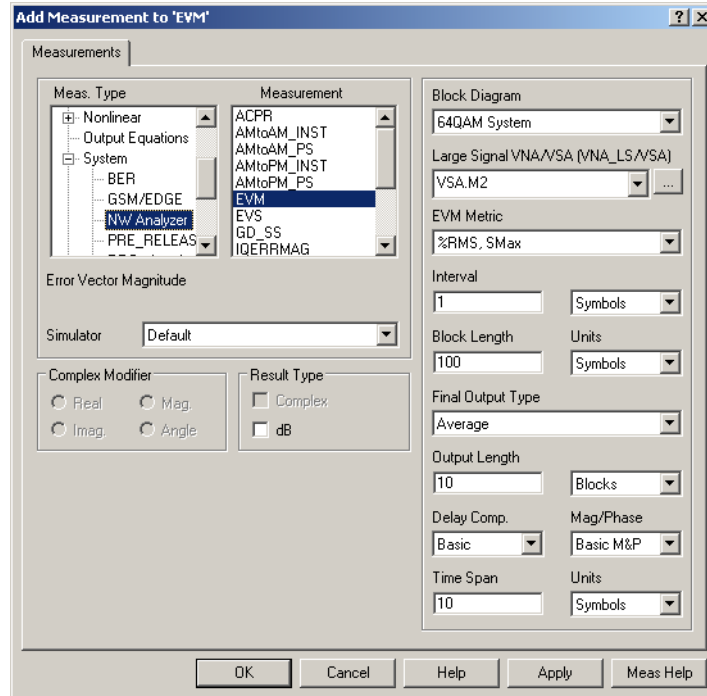 Add Measurement to 'EVM'
Measurements
Meas. Type
Nonlinear
Output Equations
System
BER
GSM/EDGE
NW Analyzer
PRE_RELEAS
Measurement
ACPR
AMtoAM_INST
AMtoAM_PS
AMtoPM_INST
AMtoPM_PS
EVM
EVS
GD_SS
IQERRMAG
Error Vector Magnitude
Simulator
Default
Complex Modifier
Real
Mag.
Imag.
Angle
Result Type
Complex
dB
Block Diagram
64QAM System
Large Signal VNA/VSA (VNA_LS/VSA)
VSA.M2
...
EVM Metric
%RMS, SMax
Interval
1
Symbols
Block Length
Units
100
Symbols
Final Output Type
Average
Output Length
10
Blocks
Delay Comp.
Mag/Phase
Basic
Basic M&P
Time Span
Units
10
Symbols
OK
Cancel
Help
Apply
Meas Help